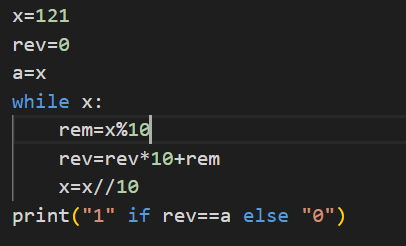 x=121
rev=0
a=x
while x:
    rem=x%10
    rev=rev*10+rem
    x=x//10
print("1" if rev==a else "0")